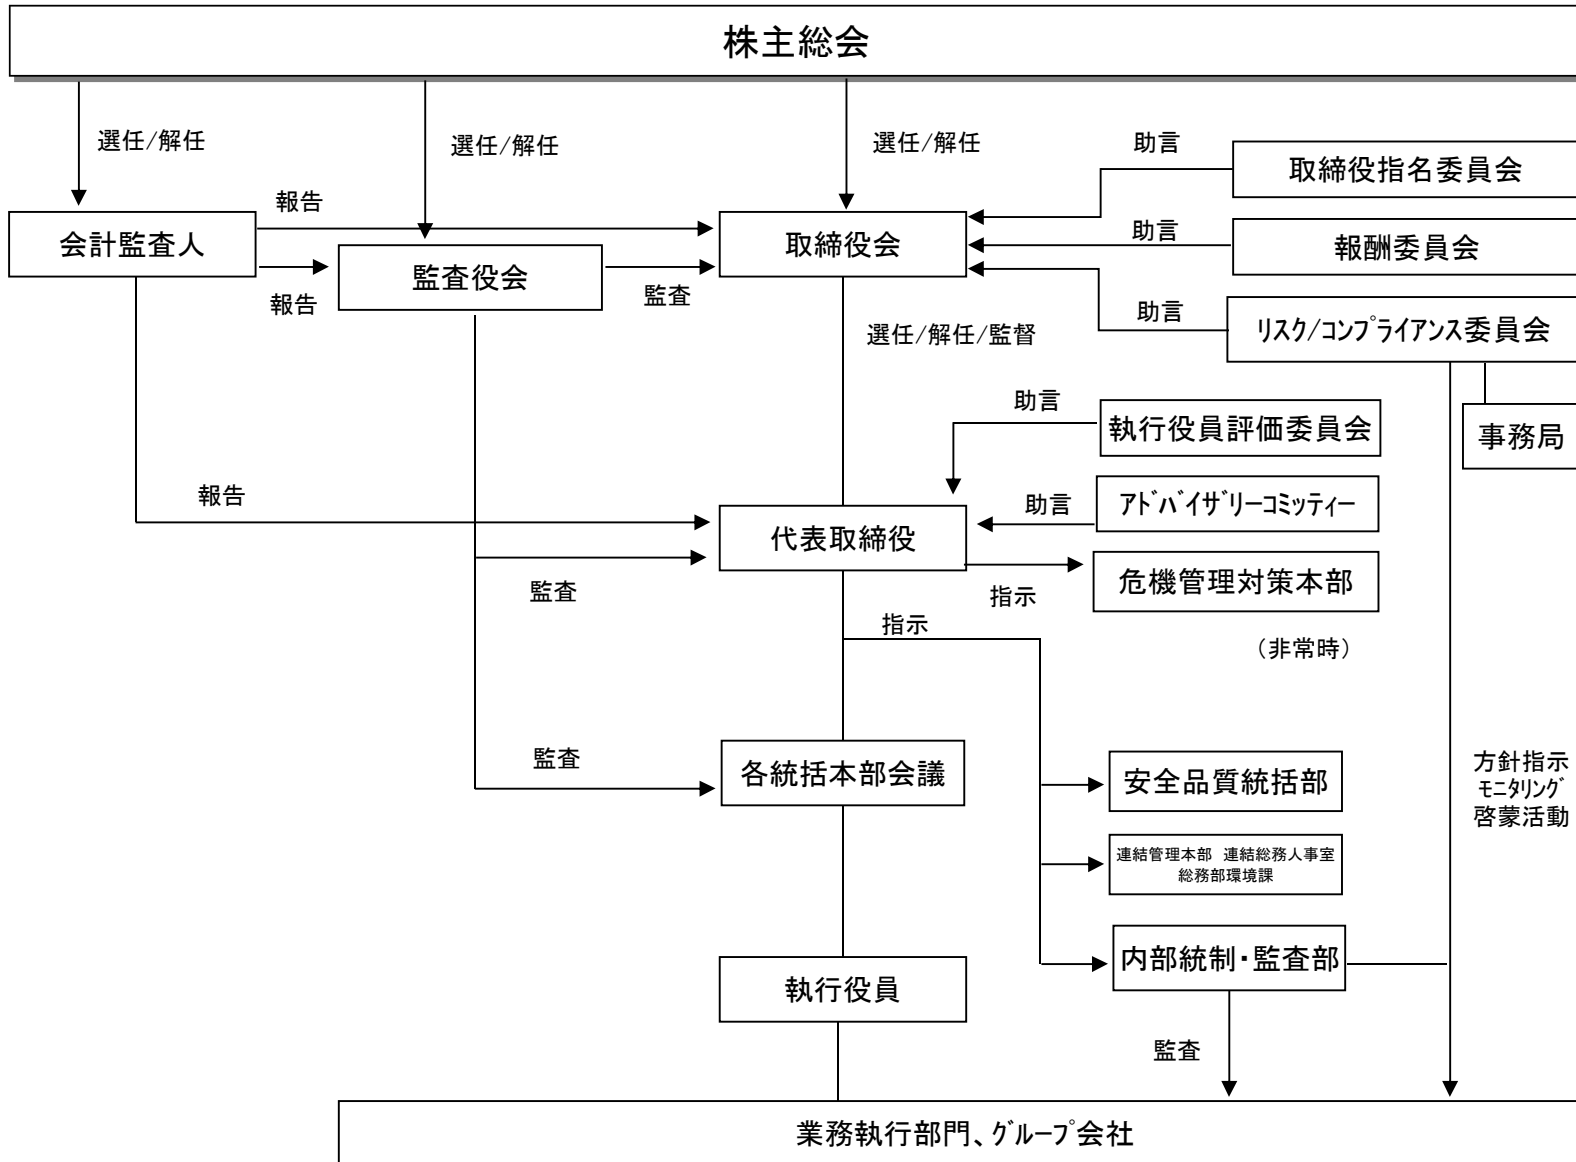 株主総会
選任/解任
選任/解任
選任/解任
助言
取締役指名委員会
報告
会計監査人
取締役会
助言
報酬委員会
監査役会
報告
監査
助言
ﾘｽｸ/ｺﾝﾌﾟﾗｲｱﾝｽ委員会
選任/解任/監督
助言
執行役員評価委員会
事務局
報告
助言
ｱﾄﾞﾊﾞｲｻﾞﾘｰｺﾐｯﾃｨｰ
代表取締役
監査
指示
危機管理対策本部
指示
（非常時）
監査
各統括本部会議
安全品質統括部
方針指示
ﾓﾆﾀﾘﾝｸﾞ
啓蒙活動
連結管理本部　連結総務人事室
総務部環境課
内部統制・監査部
執行役員
監査
業務執行部門、ｸﾞﾙｰﾌﾟ会社